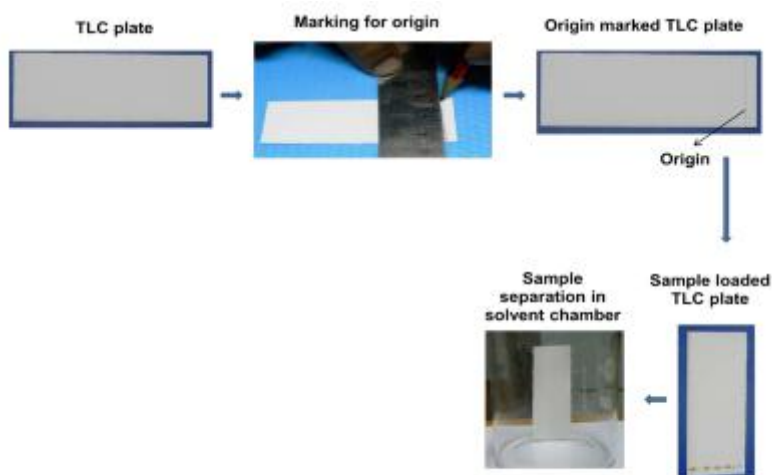 TLC plate
Marking for origin
Origin marked TLC plate
Origin
Sample
separation in
solvent chamber
Sample loaded
TLC plate